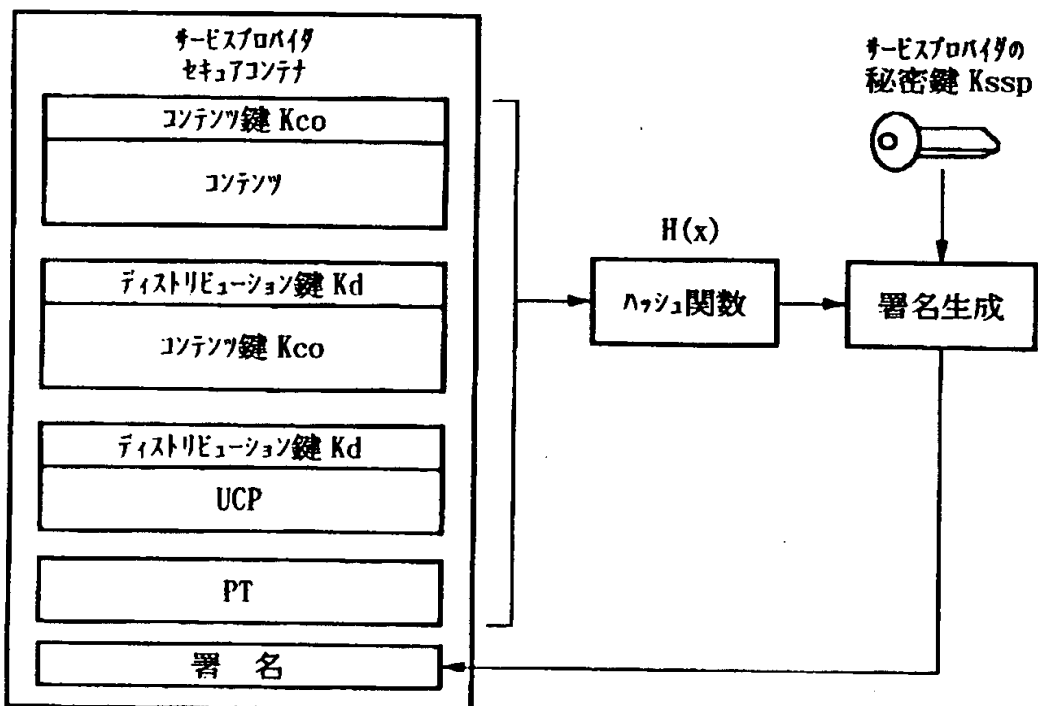 サービスプロバイダ
セキュアコンテナ
コンテンツ鍵 Kco
コンテンツ
ディストリビューション鍵 Kd
コンテンツ鍵 Kco
ディストリビューション鍵 Kd
UCP
PT
署 名
H(x)
ハッシュ関数
サービスプロバイダの
秘密鍵 Kssp
署名生成